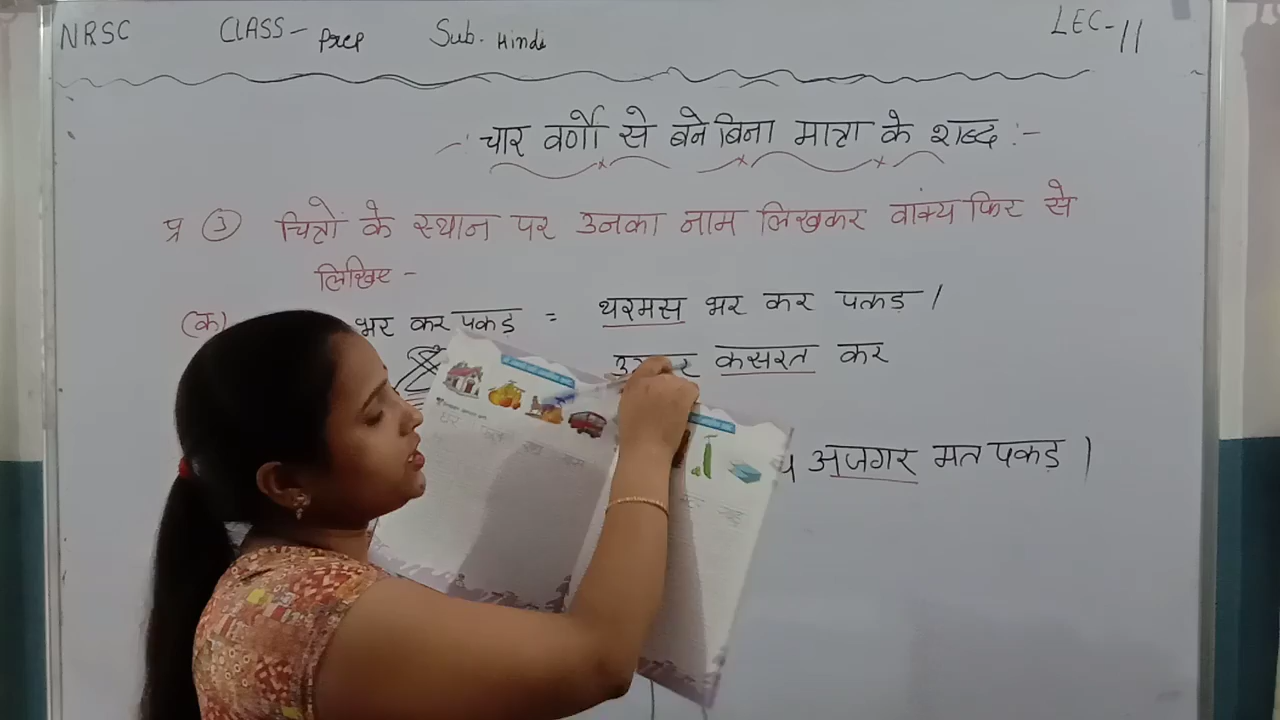 NRSC CLASS- Prep Sub. Hindi LEC-11
चार वर्णो से बने बिना मात्रा के शब्द :-
प्र ③ चित्रो के स्थान पर उनका नाम लिखकर वांक्य फिर से
लिखिए -
(क) भर कर पकड़ = थरमस भर कर पकड़ ।
कसरत कर
अजगर मत पकड़ ।